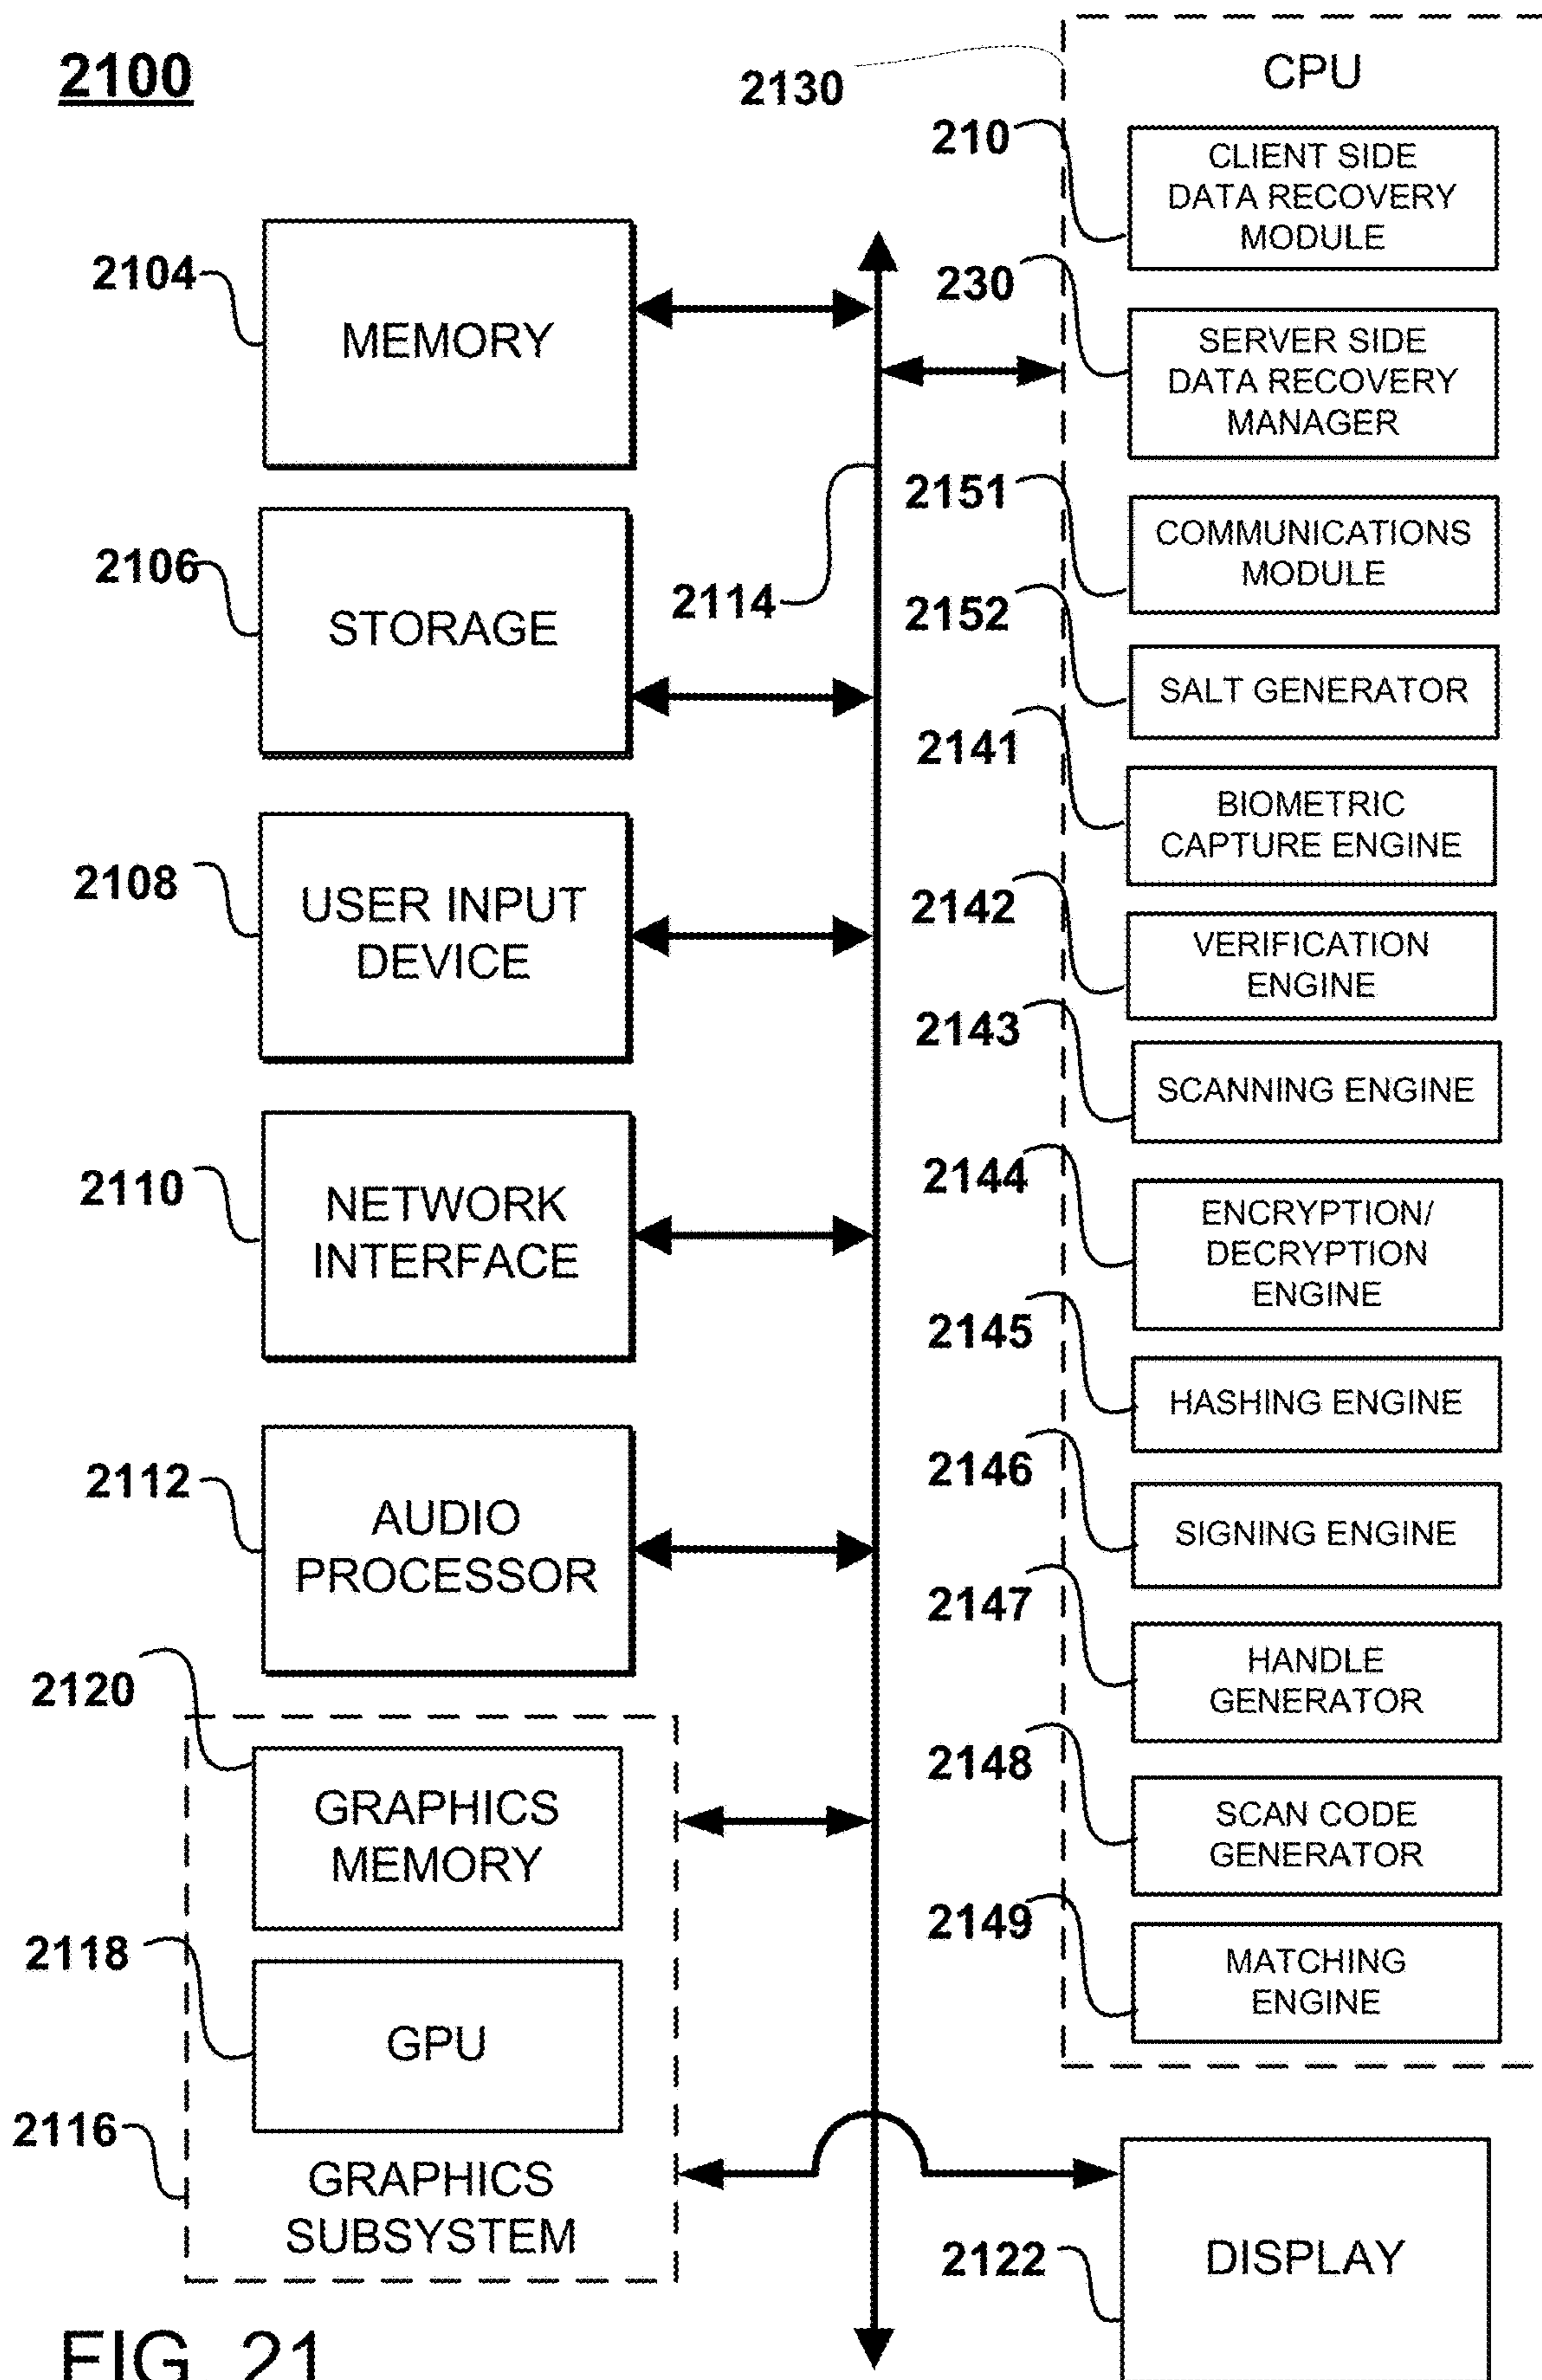 2100
2130
CPU
210
CLIENT SIDE
DATA RECOVERY
MODULE
2104
MEMORY
230
SERVER SIDE
DATA RECOVERY
MANAGER
2151
COMMUNICATIONS
MODULE
2106
STORAGE
2114
2152
SALT GENERATOR
2141
BIOMETRIC
CAPTURE ENGINE
2108
USER INPUT
DEVICE
2142
VERIFICATION
ENGINE
2143
SCANNING ENGINE
2110
NETWORK
INTERFACE
2144
ENCRYPTION/
DECRYPTION
ENGINE
2145
HASHING ENGINE
2112
AUDIO
PROCESSOR
2146
SIGNING ENGINE
2147
HANDLE
GENERATOR
2120
GRAPHICS
MEMORY
2148
SCAN CODE
GENERATOR
2149
MATCHING
ENGINE
2118
GPU
2116
GRAPHICS
SUBSYSTEM
2122
DISPLAY
FIG. 21